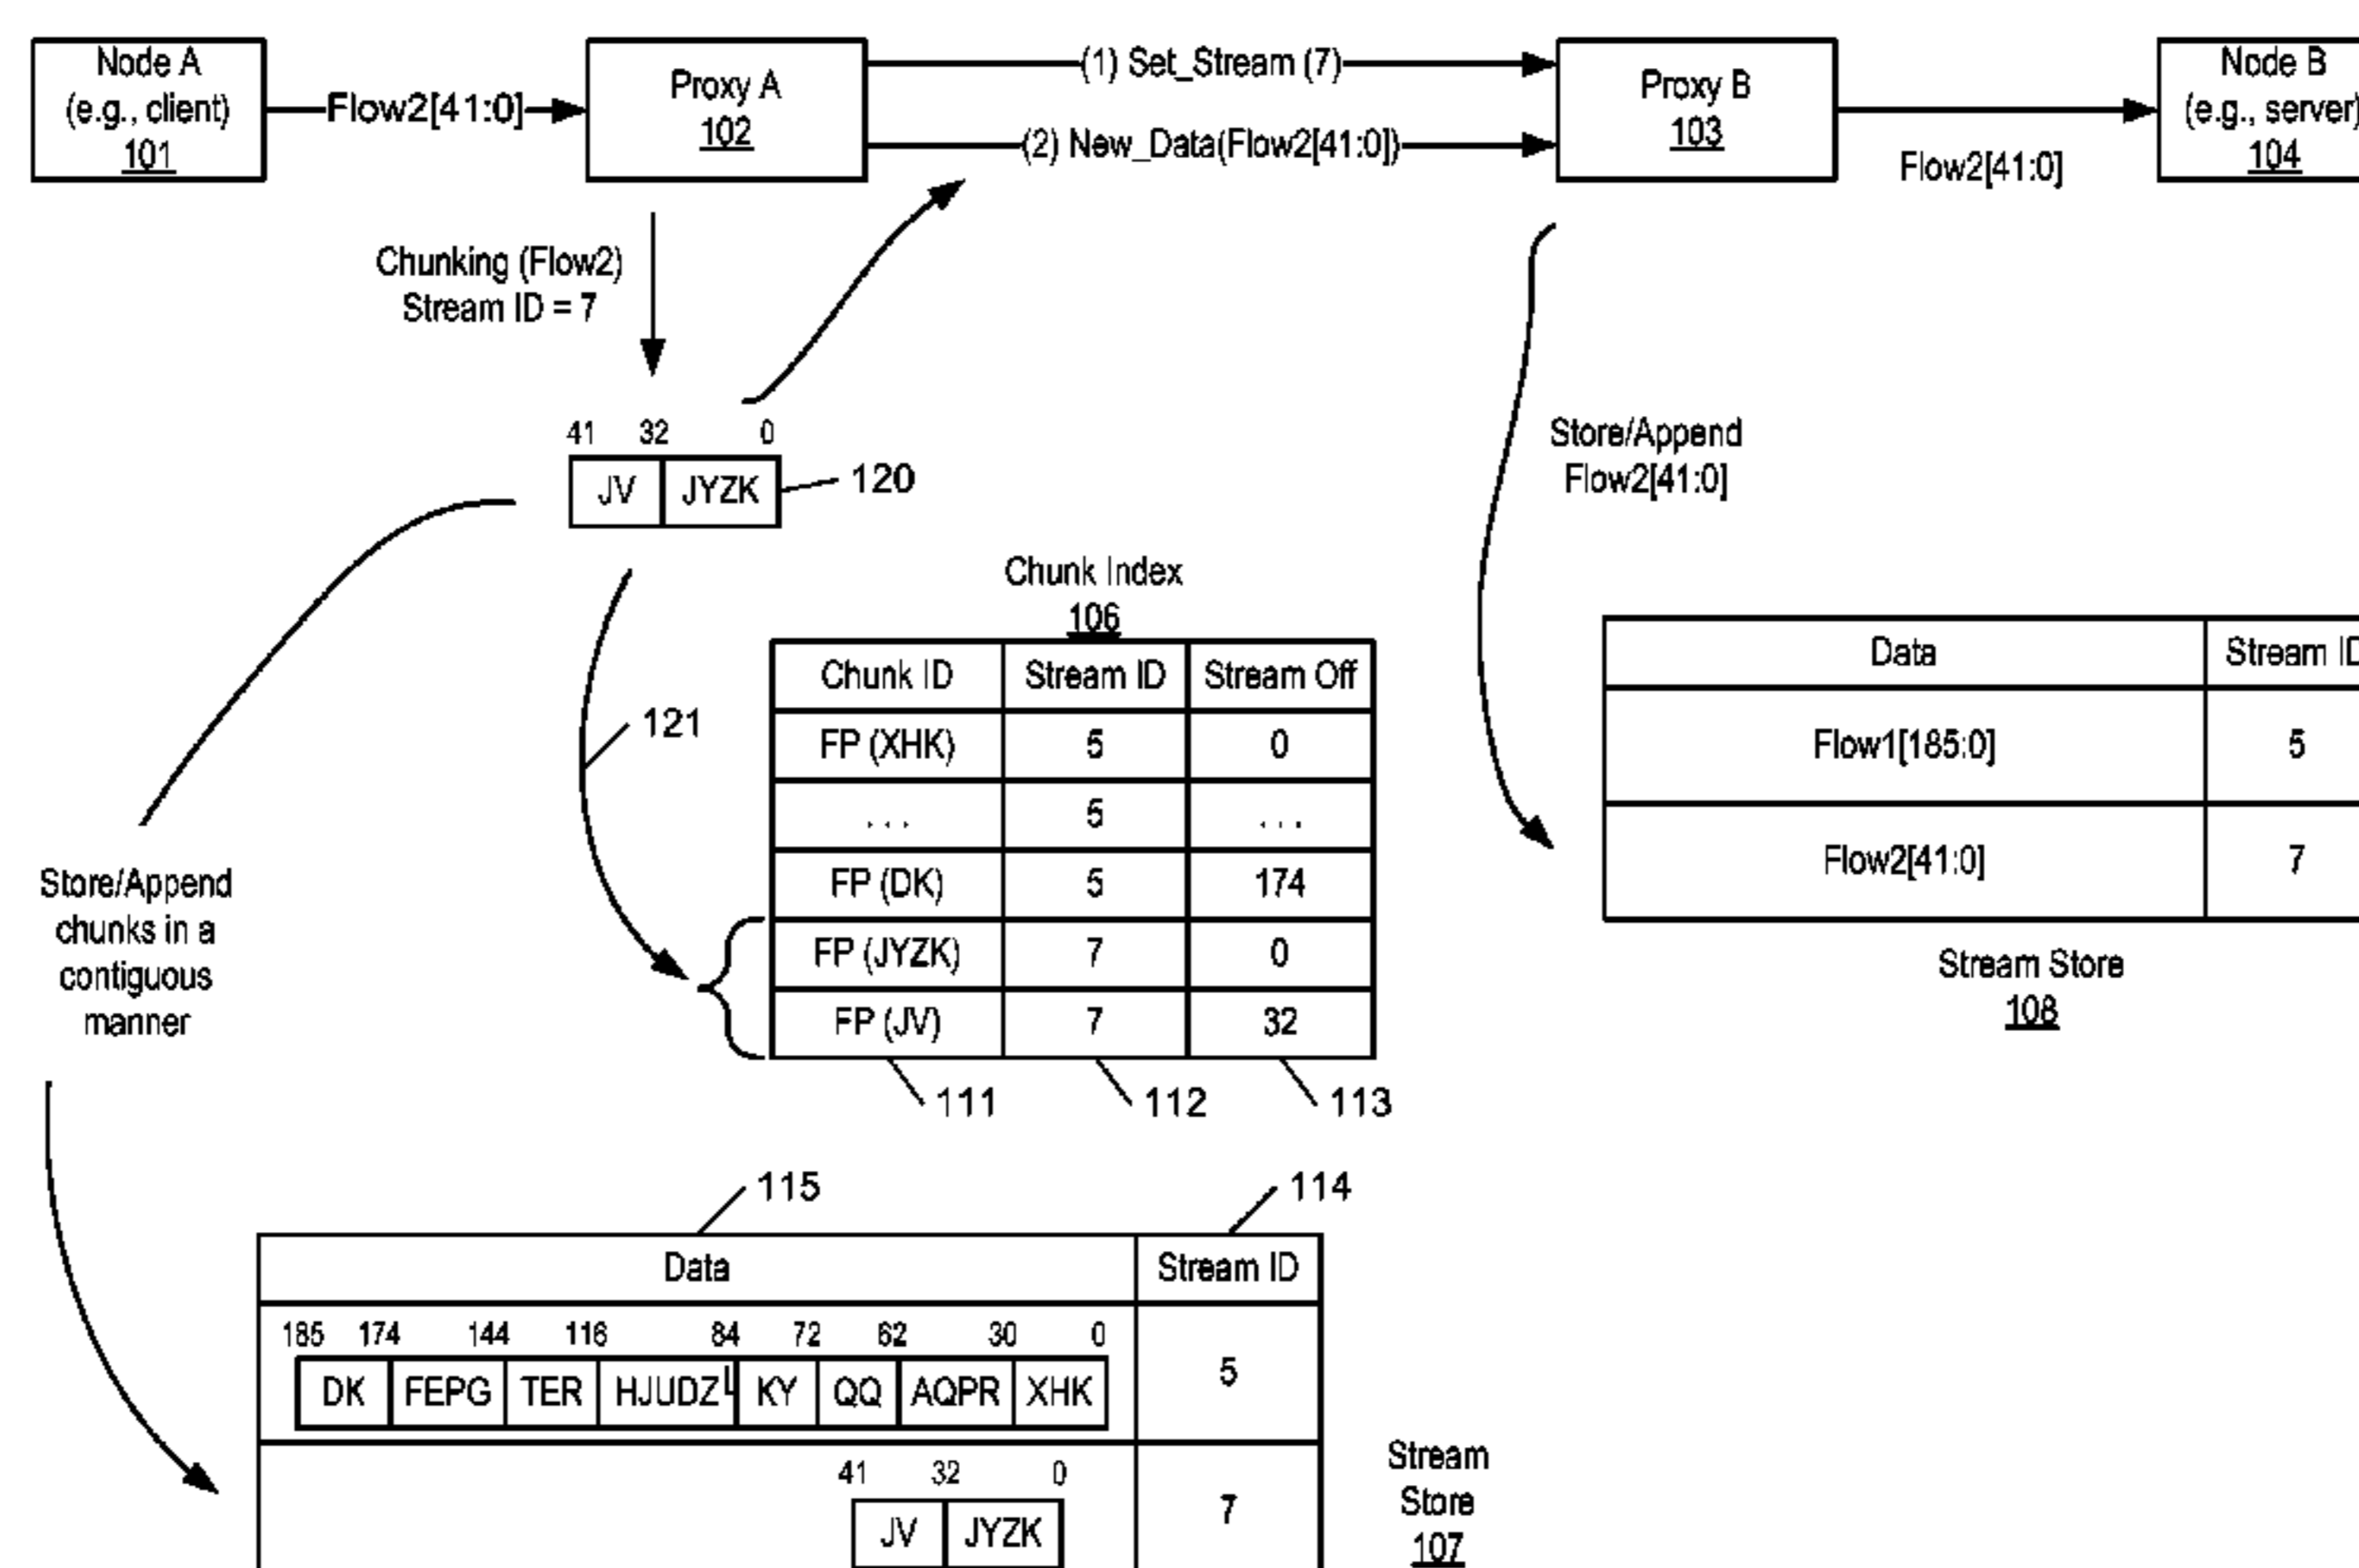 Node A
(e.g., client)
101
Flow2[41:0]
Proxy A
102
(1) Set_Stream (7)
(2) New_Data(Flow2[41:0])
Proxy B
103
Flow2[41:0]
Node B
(e.g., server)
104
Chunking (Flow2)
Stream ID = 7
41 32 0
JV JYZK
120
Store/Append
Flow2[41:0]
121
Chunk Index
106
Chunk ID Stream ID Stream Off
FP (XHK) 5 0
... 5 ...
FP (DK) 5 174
FP (JYZK) 7 0
FP (JV) 7 32
111 112 113
Data Stream ID
Flow1[185:0] 5
Flow2[41:0] 7
Stream Store
108
Store/Append
chunks in a
contiguous
manner
115 114
Data Stream ID
185 174 144 116 84 72 62 30 0
DK FEPG TER HJUDZL KY QQ AQPR XHK
5
41 32 0
JV JYZK
7
Stream
Store
107